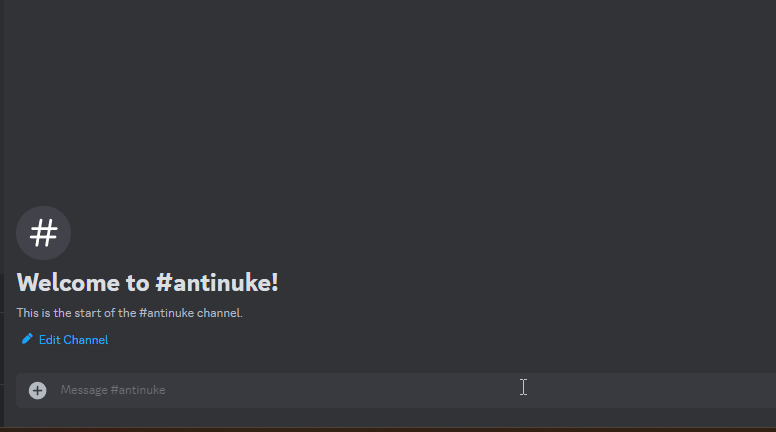 #
Welcome to #antinuke!
This is the start of the #antinuke channel.
Edit Channel
Message #antinuke